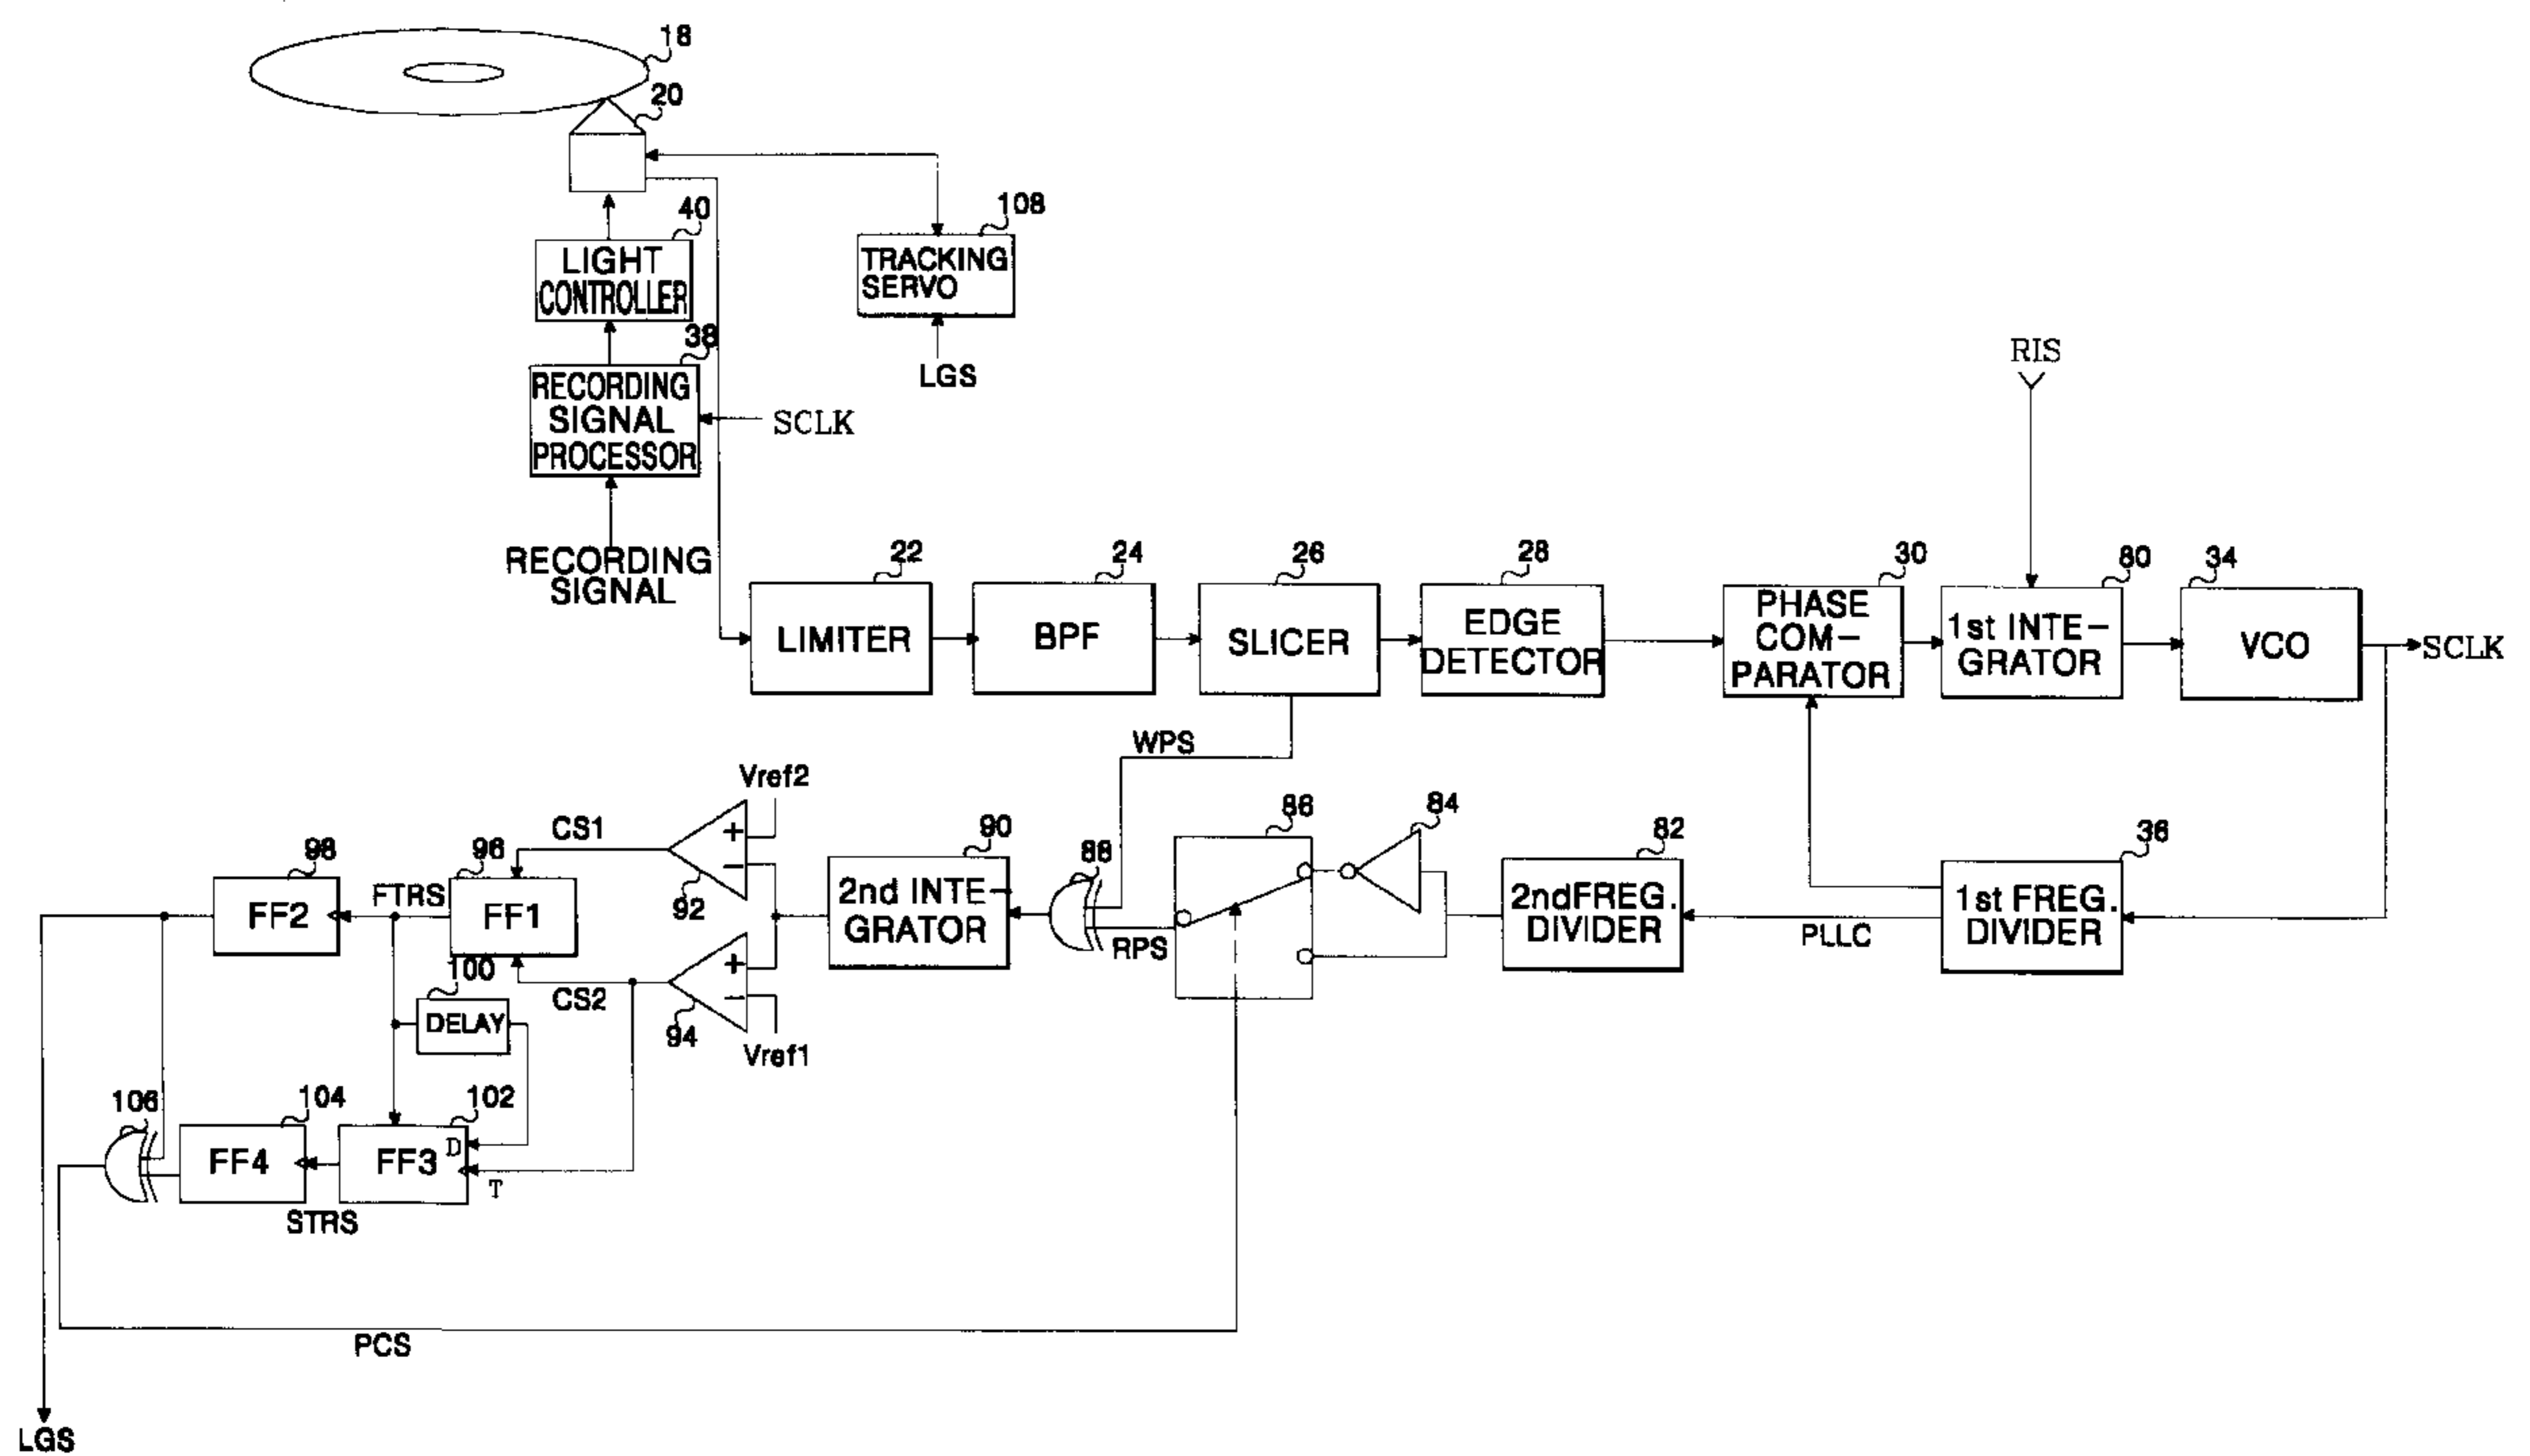 18
20
40
LIGHT
CONTROLLER
108
TRACKING
SERVO
LGS
38
RECORDING
SIGNAL
PROCESSOR
SCLK
RECORDING
SIGNAL
RIS
22
LIMITER
24
BPF
26
SLICER
28
EDGE
DETECTOR
30
PHASE
COM-
PARATOR
80
1st INTE-
GRATOR
34
VCO
SCLK
WPS
Vref2
98
FF2
FTRS
96
FF1
CS1
+
−
92
90
2nd INTE-
GRATOR
88
RPS
86
84
82
2ndFREG.
DIVIDER
PLLC
36
1st FREG.
DIVIDER
100
DELAY
CS2
+
−
94
Vref1
106
104
FF4
102
FF3
D
T
STRS
PCS
LGS